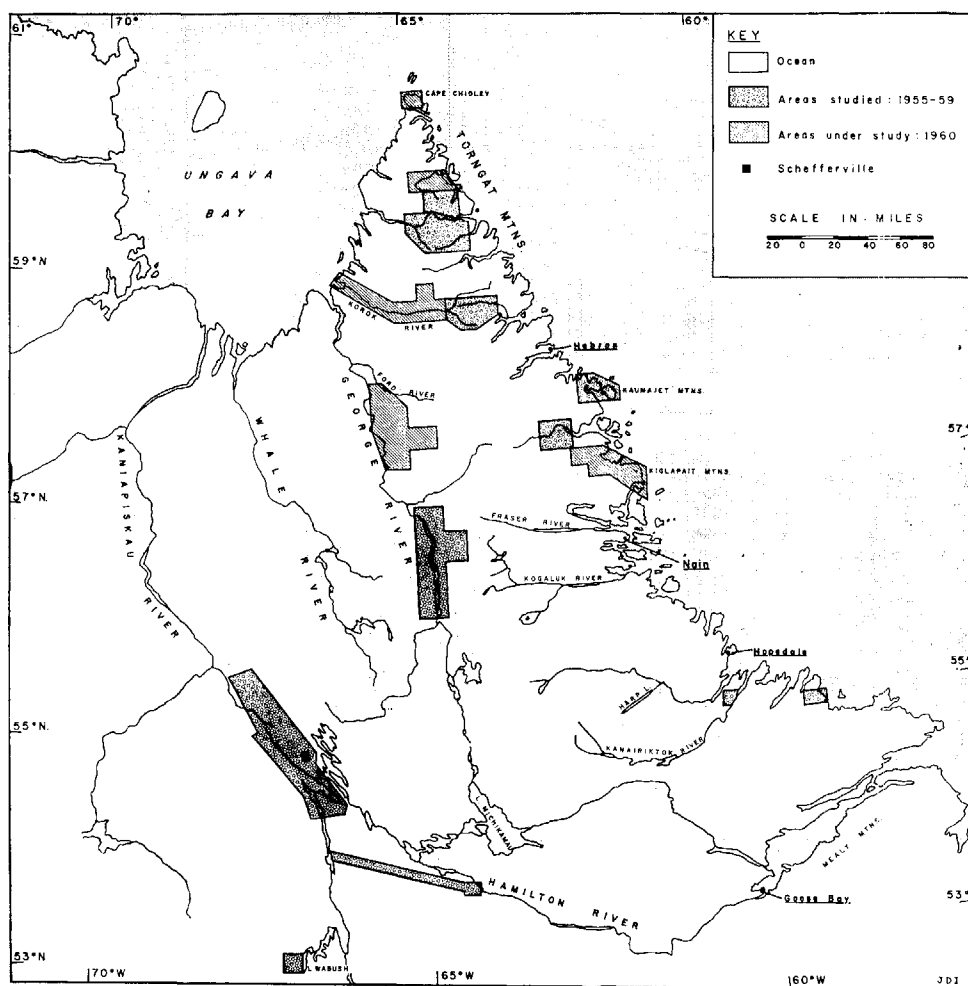 61°
70°
65°
60°
KEY
Ocean
Areas studied: 1955-59
Areas under study: 1960
Schefferville
SCALE IN MILES
20 0 20 40 60 80
CAPE CHIDLEY
TORNGAT MTNS.
UNGAVA
BAY
59°N
KOROK RIVER
Hebron
FORD RIVER
KAUMAJET MTNS.
57°
KIGLAPAIT MTNS.
57°N.
GEORGE RIVER
WHALE RIVER
KANIAPISKAU RIVER
FRASER RIVER
Nain
KOGALUK RIVER
Hopedale
55°
HARP L.
55°N.
KANAIRIKTOK RIVER
MICHIKAMAU
MEALY MTNS.
HAMILTON RIVER
Goose Bay
53°
53°N
L. WABUSH
70°W
65°W
60°W
JDI